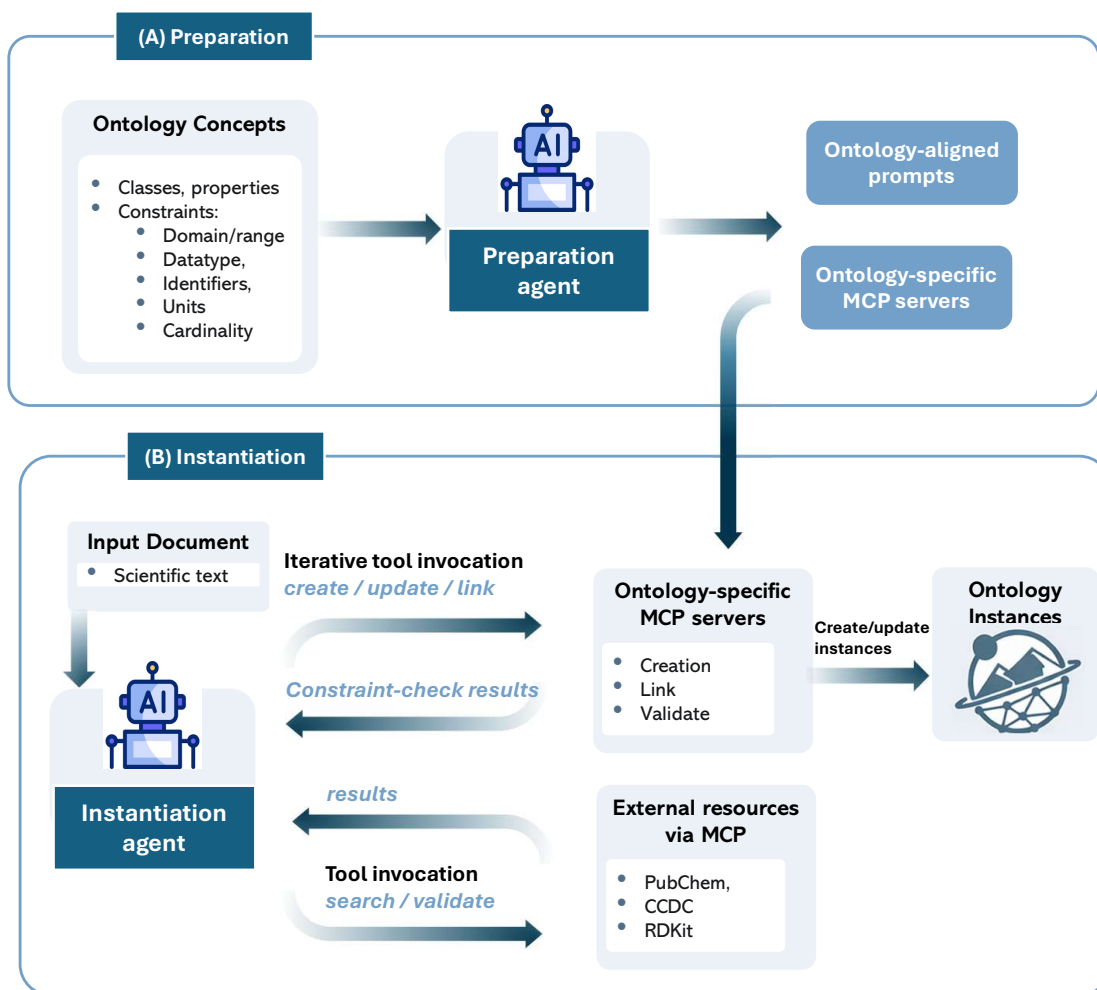 (A) Preparation
Ontology Concepts
• Classes, properties
• Constraints:
• Domain/range
• Datatype,
• Identifiers,
• Units
• Cardinality
AI
Preparation
agent
Ontology-aligned
prompts
Ontology-specific
MCP servers
(B) Instantiation
Input Document
• Scientific text
AI
Instantiation
agent
Iterative tool invocation
create / update / link
Constraint-check results
results
Tool invocation
search / validate
Ontology-specific
MCP servers
• Creation
• Link
• Validate
Create/update
instances
Ontology
Instances
External resources
via MCP
• PubChem,
• CCDC
• RDKit